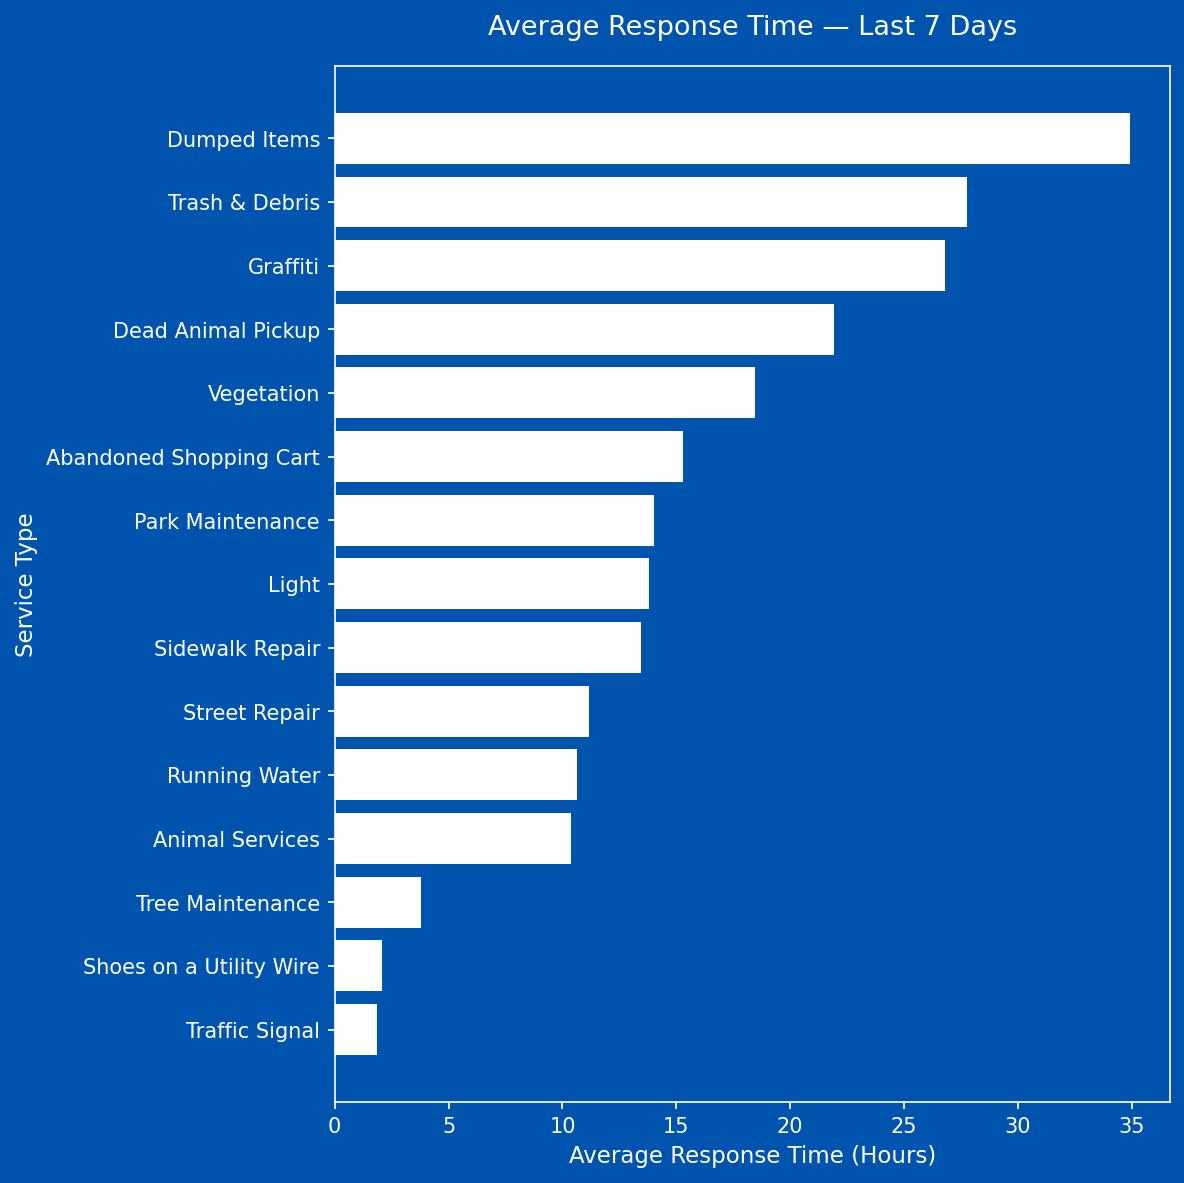 Average Response Time — Last 7 Days
Dumped Items
Trash & Debris
Graffiti
Dead Animal Pickup
Vegetation
Abandoned Shopping Cart
Park Maintenance
Light
Sidewalk Repair
Street Repair
Running Water
Animal Services
Tree Maintenance
Shoes on a Utility Wire
Traffic Signal
Service Type
0 5 10 15 20 25 30 35
Average Response Time (Hours)